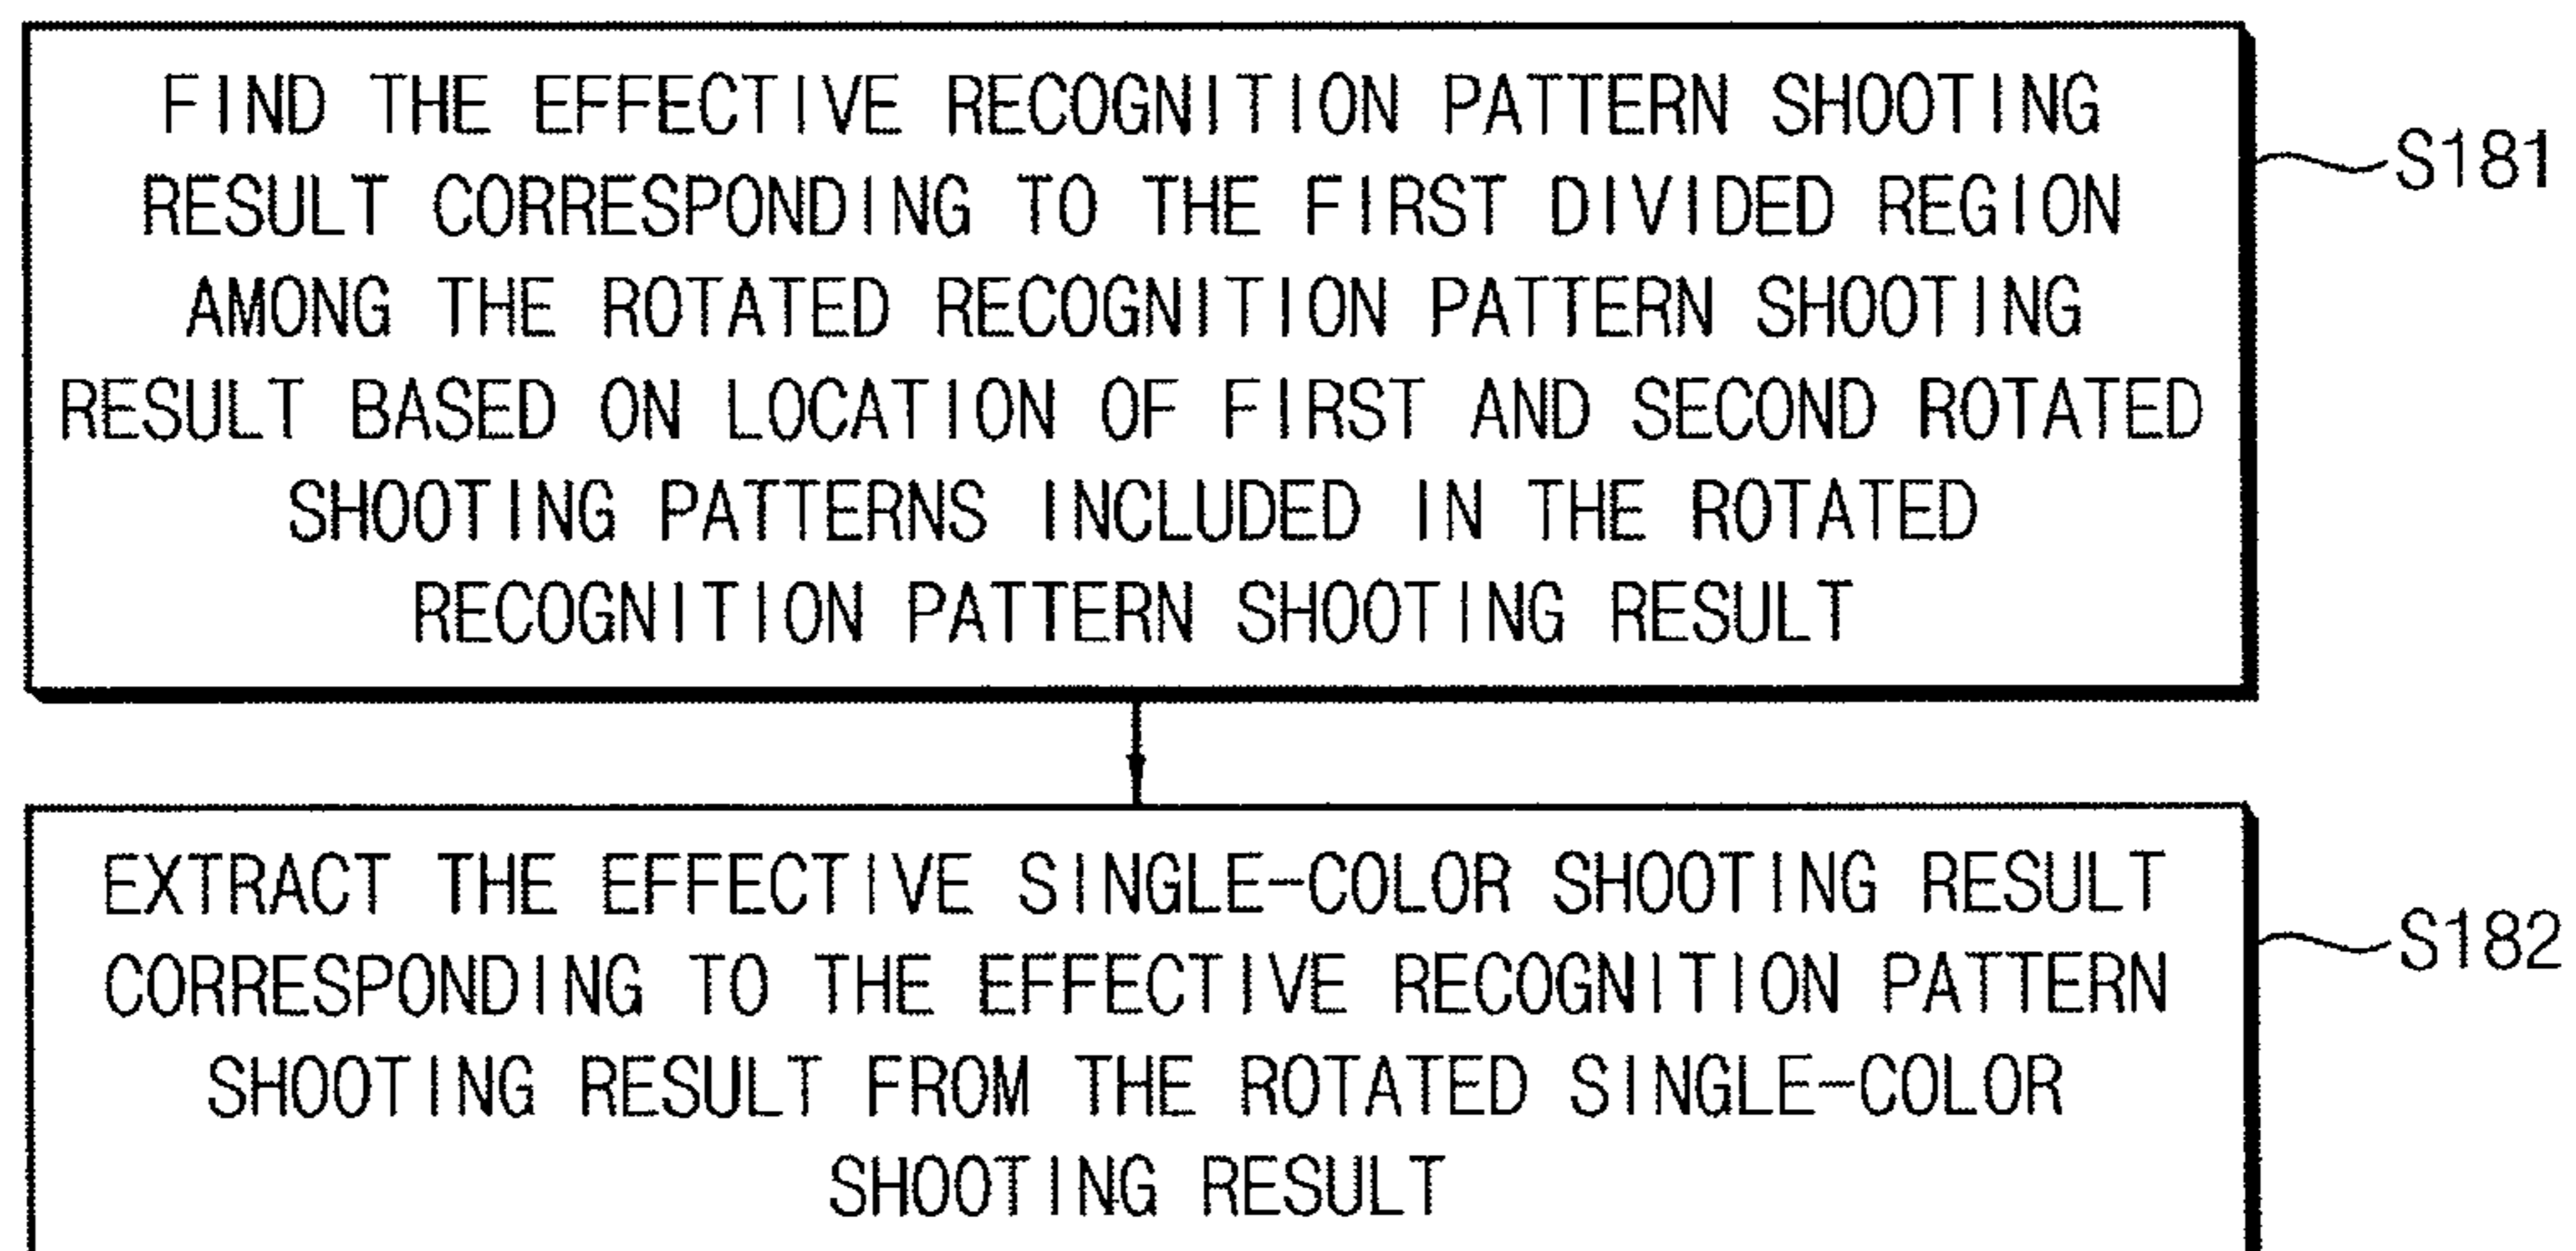 FIND THE EFFECTIVE RECOGNITION PATTERN SHOOTING
RESULT CORRESPONDING TO THE FIRST DIVIDED REGION
AMONG THE ROTATED RECOGNITION PATTERN SHOOTING
RESULT BASED ON LOCATION OF FIRST AND SECOND ROTATED
SHOOTING PATTERNS INCLUDED IN THE ROTATED
RECOGNITION PATTERN SHOOTING RESULT
S181
EXTRACT THE EFFECTIVE SINGLE-COLOR SHOOTING RESULT
CORRESPONDING TO THE EFFECTIVE RECOGNITION PATTERN
SHOOTING RESULT FROM THE ROTATED SINGLE-COLOR
SHOOTING RESULT
S182